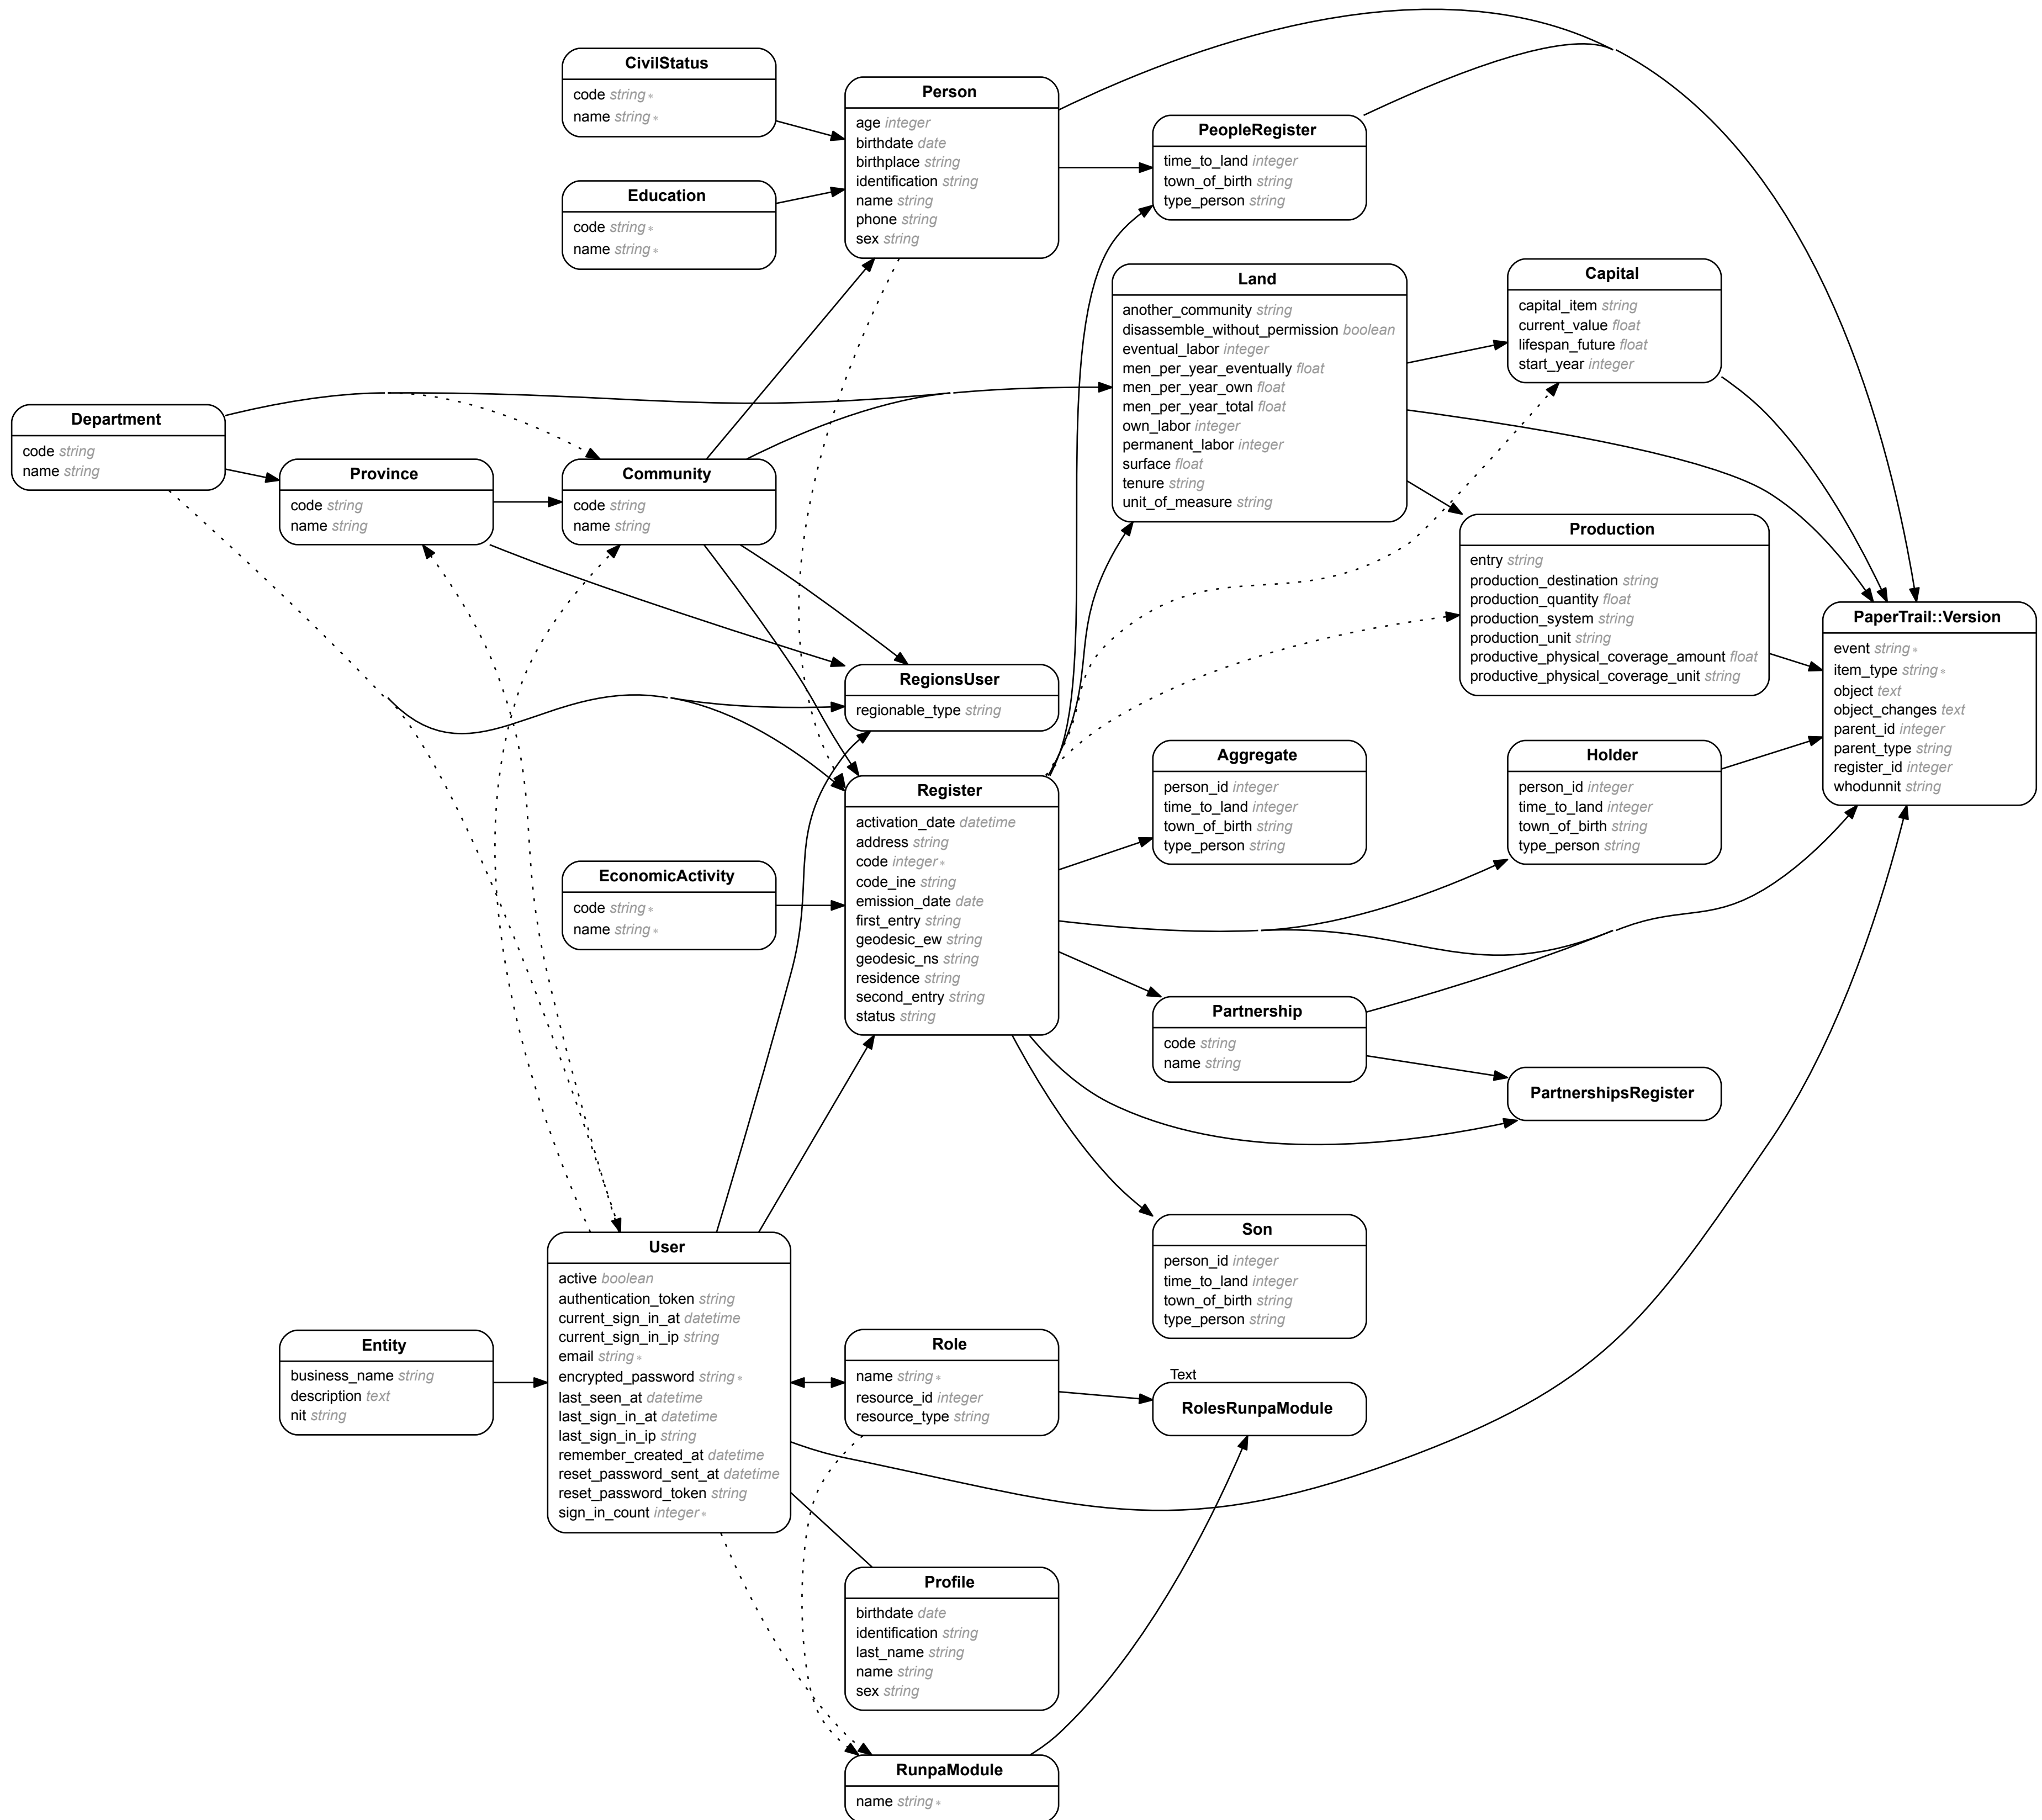 CivilStatus
code string*
name string*
Education
code string*
name string*
Person
age integer
birthdate date
birthplace string
identification string
name string
phone string
sex string
PeopleRegister
time_to_land integer
town_of_birth string
type_person string
Land
another_community string
disassemble_without_permission boolean
eventual_labor integer
men_per_year_eventually float
men_per_year_own float
men_per_year_total float
own_labor integer
permanent_labor integer
surface float
tenure string
unit_of_measure string
Capital
capital_item string
current_value float
lifespan_future float
start_year integer
Department
code string
name string
Province
code string
name string
Community
code string
name string
Production
entry string
production_destination string
production_quantity float
production_system string
production_unit string
productive_physical_coverage_amount float
productive_physical_coverage_unit string
PaperTrail::Version
event string*
item_type string*
object text
object_changes text
parent_id integer
parent_type string
register_id integer
whodunnit string
RegionsUser
regionable_type string
Register
activation_date datetime
address string
code integer*
code_ine string
emission_date date
first_entry string
geodesic_ew string
geodesic_ns string
residence string
second_entry string
status string
Aggregate
person_id integer
time_to_land integer
town_of_birth string
type_person string
Holder
person_id integer
time_to_land integer
town_of_birth string
type_person string
EconomicActivity
code string*
name string*
Partnership
code string
name string
PartnershipsRegister
Son
person_id integer
time_to_land integer
town_of_birth string
type_person string
User
active boolean
authentication_token string
current_sign_in_at datetime
current_sign_in_ip string
email string*
encrypted_password string*
last_seen_at datetime
last_sign_in_at datetime
last_sign_in_ip string
remember_created_at datetime
reset_password_sent_at datetime
reset_password_token string
sign_in_count integer*
Entity
business_name string
description text
nit string
Role
name string*
resource_id integer
resource_type string
Text
RolesRunpaModule
Profile
birthdate date
identification string
last_name string
name string
sex string
RunpaModule
name string*